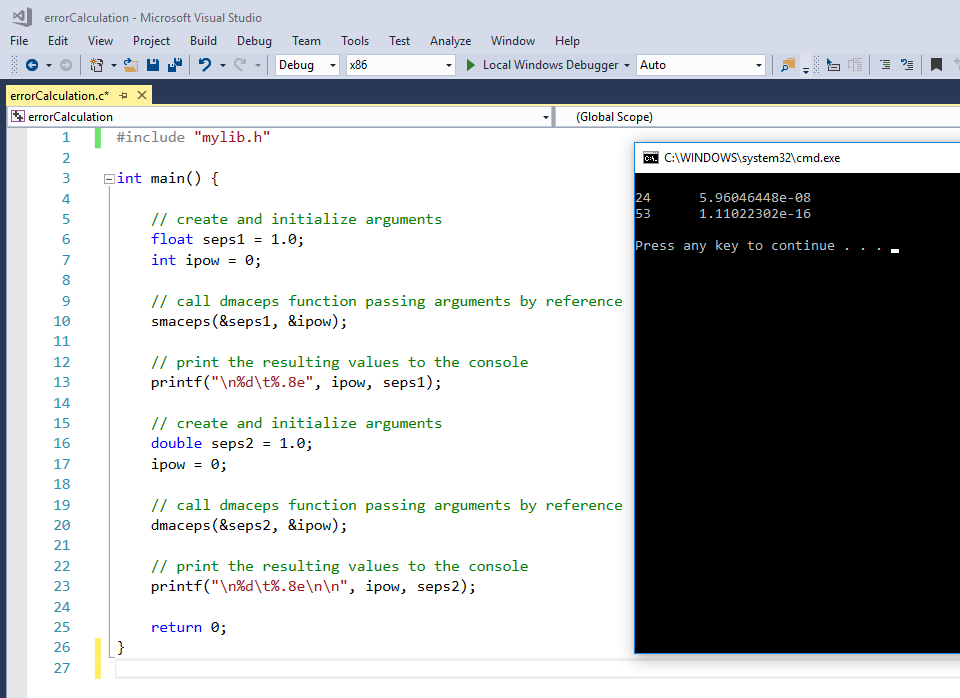 errorCalculation - Microsoft Visual Studio
File Edit View Project Build Debug Team Tools Test Analyze Window Help
Debug x86 Local Windows Debugger Auto
errorCalculation.c*
errorCalculation (Global Scope)
1 #include "mylib.h"
2
3 int main() {
4
5 // create and initialize arguments
6 float seps1 = 1.0;
7 int ipow = 0;
8
9 // call dmaceps function passing arguments by reference
10 smaceps(&seps1, &ipow);
11
12 // print the resulting values to the console
13 printf("\n%d\t%.8e", ipow, seps1);
14
15 // create and initialize arguments
16 double seps2 = 1.0;
17 ipow = 0;
18
19 // call dmaceps function passing arguments by reference
20 dmaceps(&seps2, &ipow);
21
22 // print the resulting values to the console
23 printf("\n%d\t%.8e\n\n", ipow, seps2);
24
25 return 0;
26 }
27
C:\WINDOWS\system32\cmd.exe
24 5.96046448e-08
53 1.11022302e-16
Press any key to continue . . .